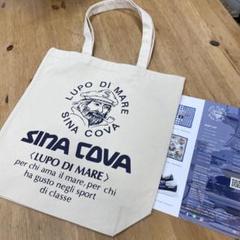 LUPO DI MARE
SINA COVA
SINA COVA
〈LUPO DI MARE〉
per chi ama il mare, per chi
ha gusto negli sport
di classe